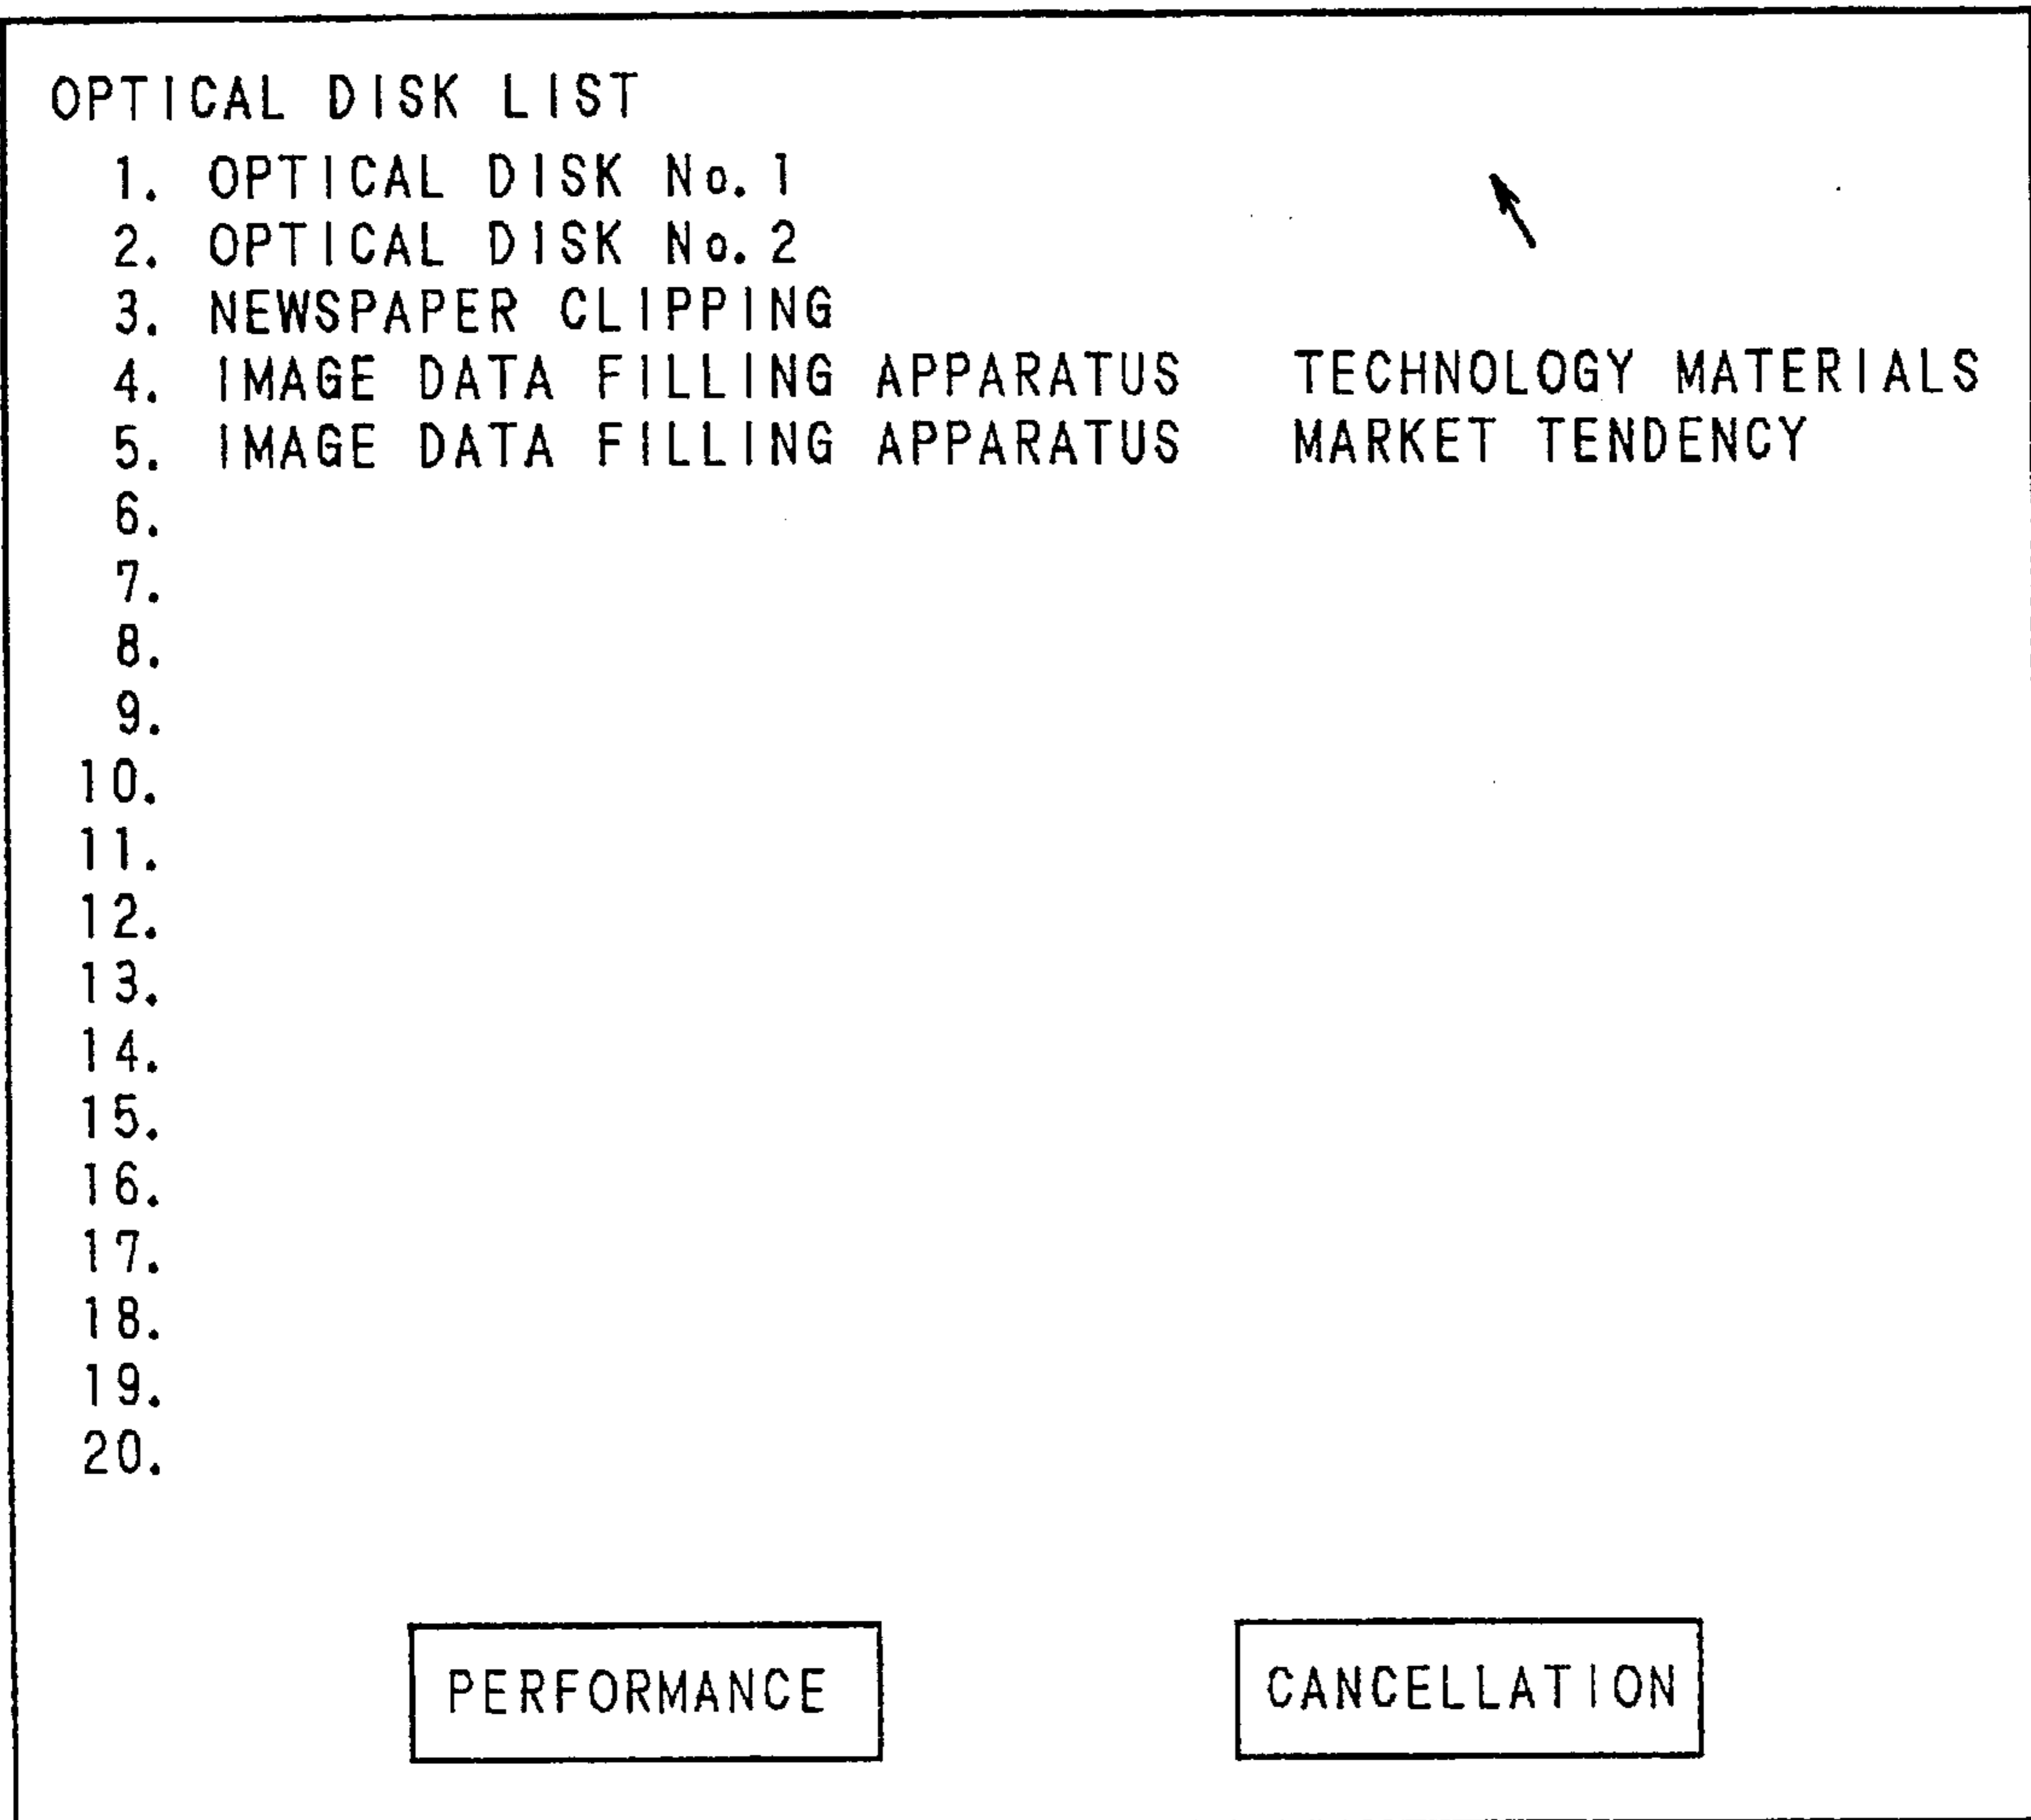 OPTICAL DISK LIST
1. OPTICAL DISK No.1
2. OPTICAL DISK No.2
3. NEWSPAPER CLIPPING
4. IMAGE DATA FILLING APPARATUS TECHNOLOGY MATERIALS
5. IMAGE DATA FILLING APPARATUS MARKET TENDENCY
6.
7.
8.
9.
10.
11.
12.
13.
14.
15.
16.
17.
18.
19.
20.
PERFORMANCE CANCELLATION